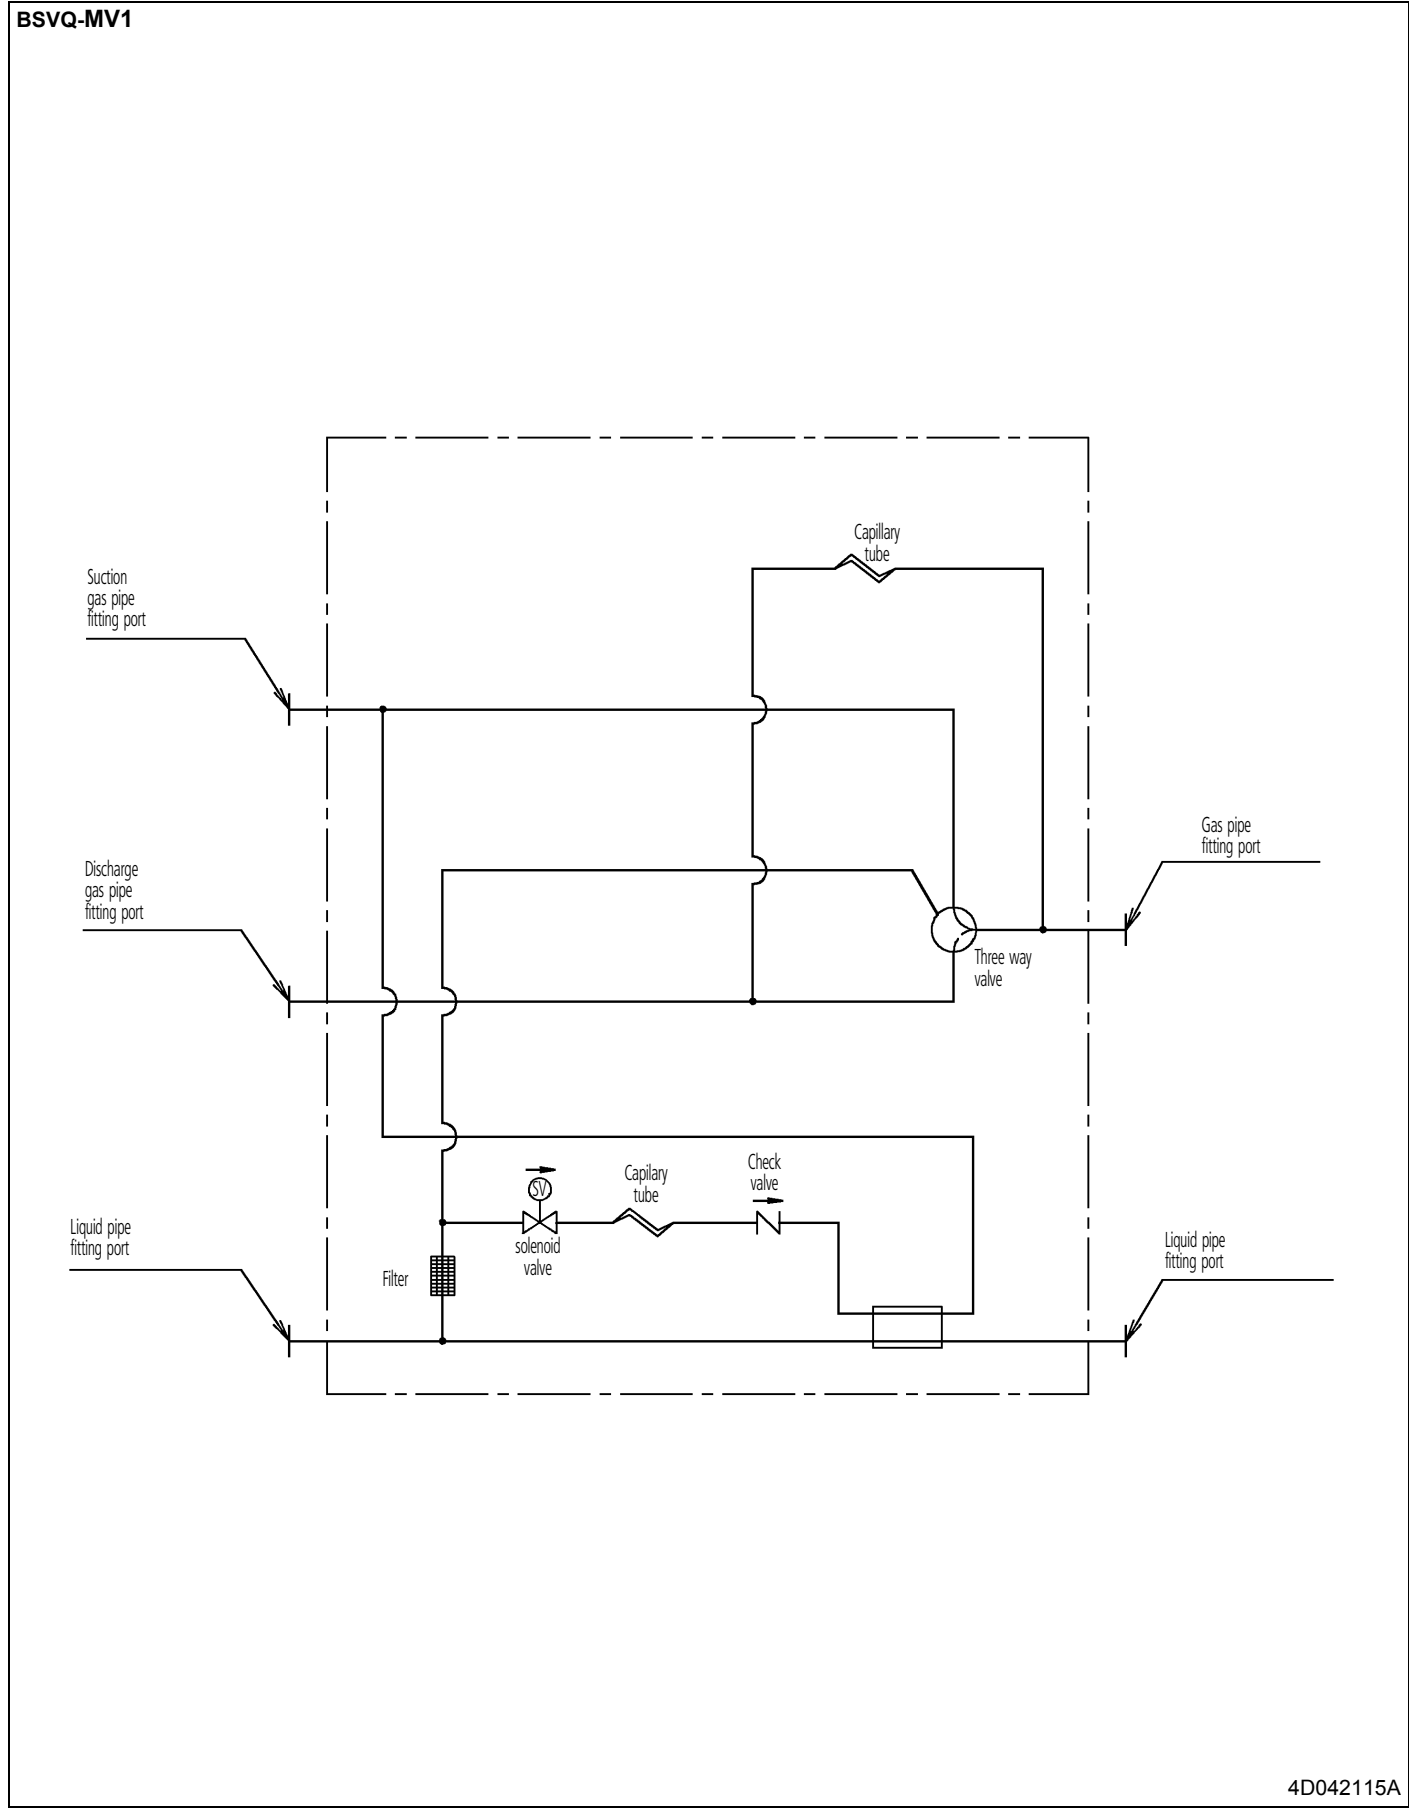 BSVQ-MV1
Capillary
tube
Suction
gas pipe
fitting port
Gas pipe
fitting port
Discharge
gas pipe
fitting port
Three way
valve
Check
valve
Capilary
tube
SV
solenoid
valve
Liquid pipe
fitting port
Liquid pipe
fitting port
Filter
4D042115A